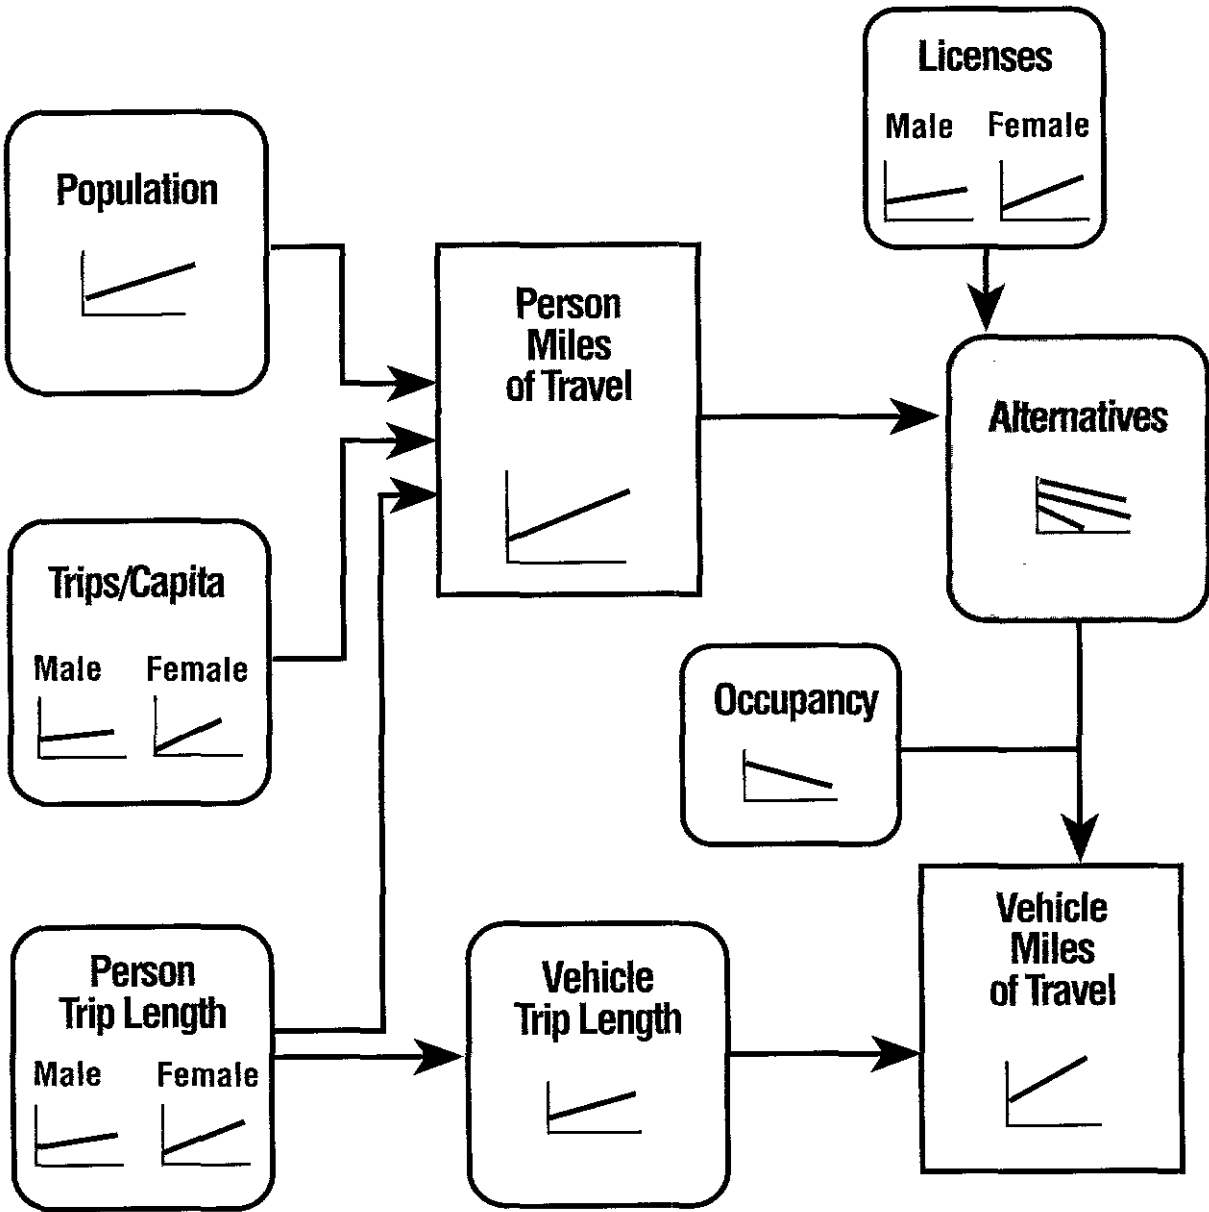 Licenses
Male Female
Population
Person
Miles
of Travel
Alternatives
Trips/Capita
Male Female
Occupancy
Vehicle
Miles
of Travel
Person
Trip Length
Male Female
Vehicle
Trip Length